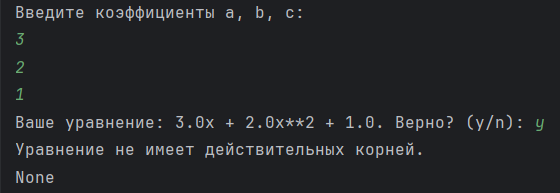 Введите коэффициенты a, b, c:
3
2
1
Ваше уравнение: 3.0x + 2.0x**2 + 1.0. Верно? (y/n): y
Уравнение не имеет действительных корней.
None